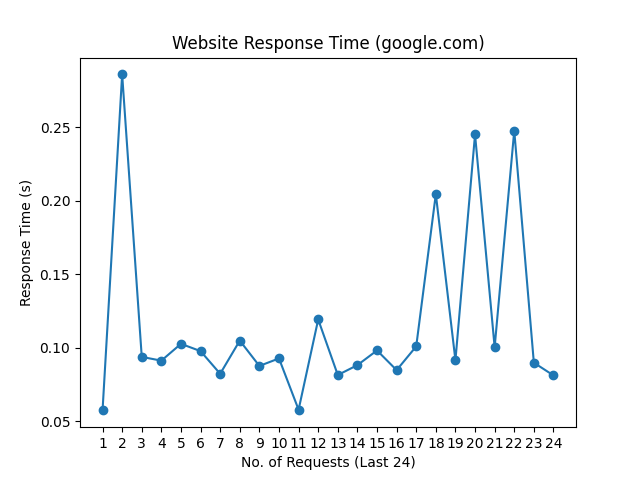 Website Response Time (google.com)
0.25
0.20
0.15
0.10
0.05
Response Time (s)
1 2 3 4 5 6 7 8 9 10 11 12 13 14 15 16 17 18 19 20 21 22 23 24
No. of Requests (Last 24)